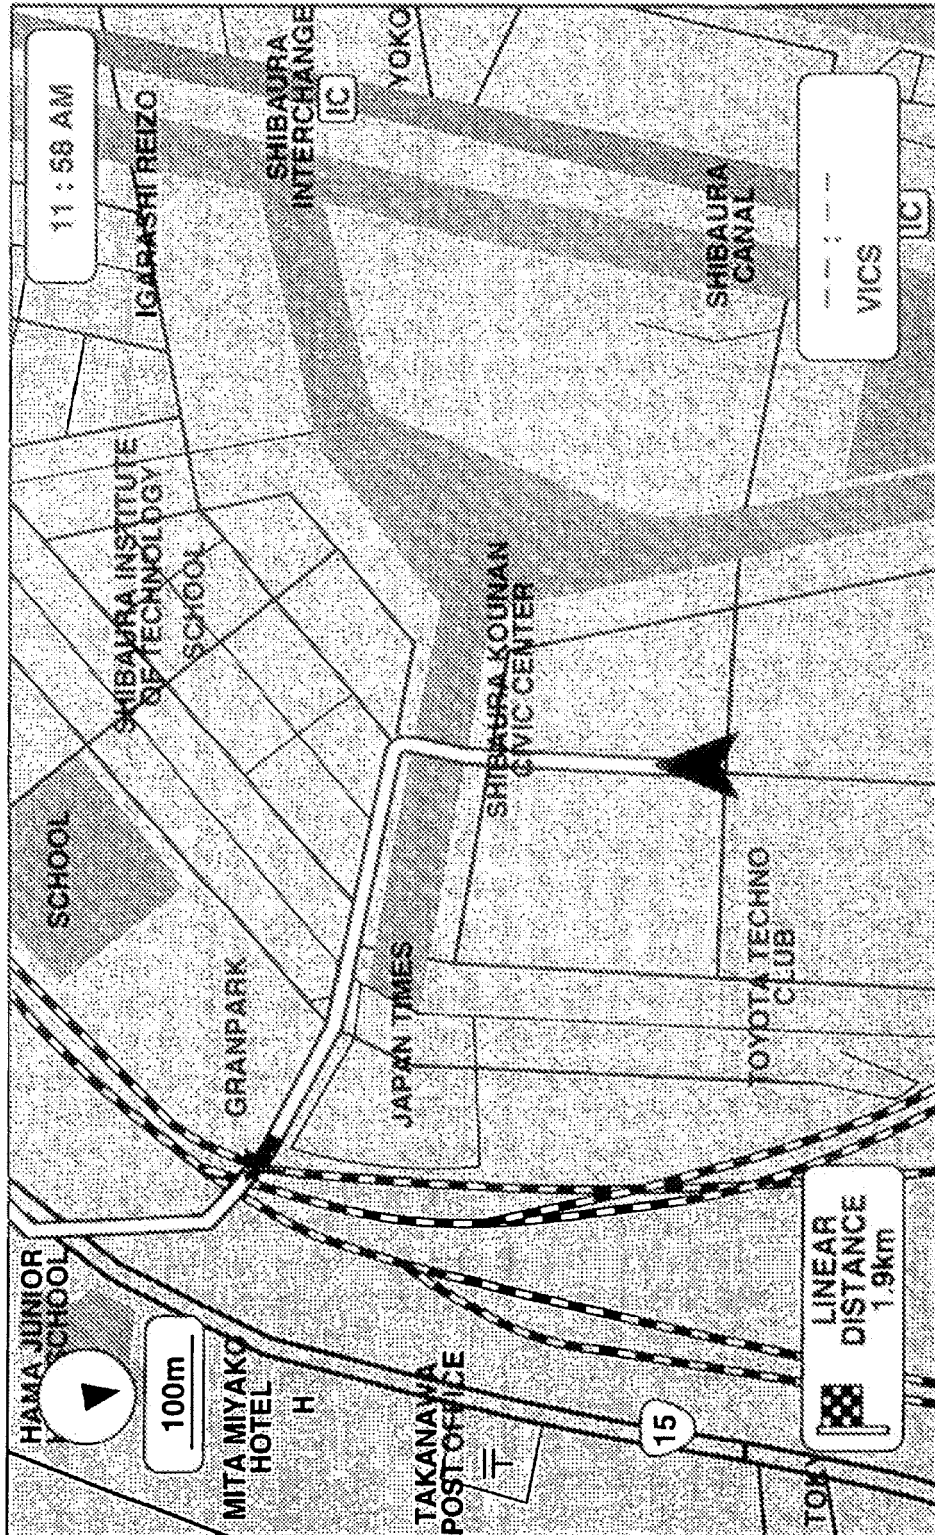 HAMA JUNIOR
SCHOOL
SCHOOL
11 : 58 AM
SHIBAURA INSTITUTE
OF TECHNOLOGY
IGARASHI REIZO
100m
SCHOOL
MITA MIYAKO
HOTEL
H
GRANPARK
SHIBAURA
INTERCHANGE
IC
JAPAN TIMES
YOKO
TAKANAWA
POST OFFICE
〒
SHIBAURA KOUNAN
CIVIC CENTER
15
SHIBAURA
CANAL
TOYOTA TECHNO
CLUB
LINEAR
DISTANCE
1.9km
-- : --
VICS
IC